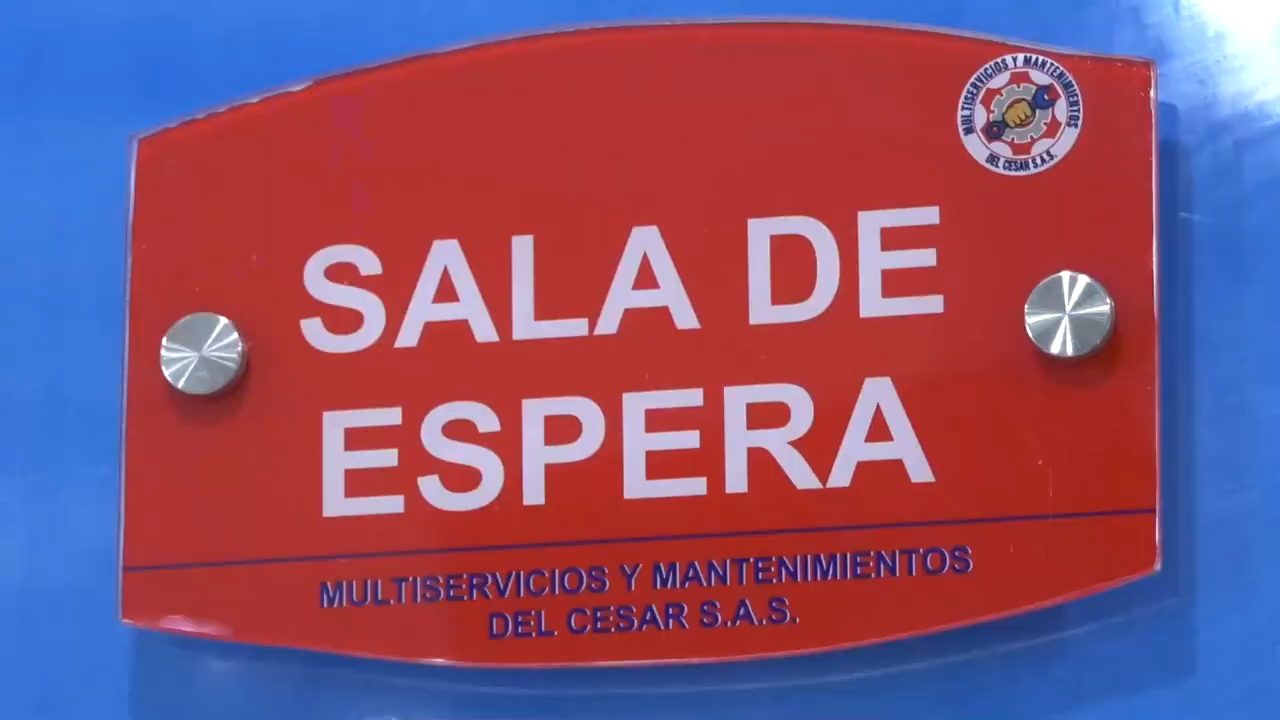 MULTISERVICIOS Y MANTENIMIENTOS
DEL CESAR S.A.S.
SALA DE
ESPERA
MULTISERVICIOS Y MANTENIMIENTOS
DEL CESAR S.A.S.